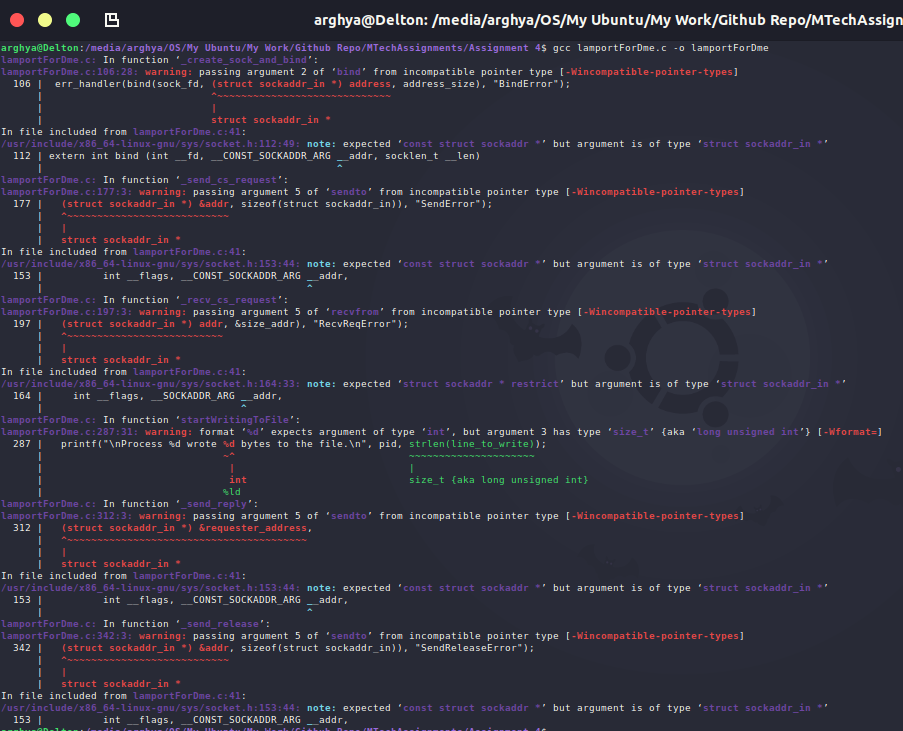 arghya@Delton: /media/arghya/OS/My Ubuntu/My Work/Github Repo/MTechAssign
arghya@Delton:/media/arghya/OS/My Ubuntu/My Work/Github Repo/MTechAssignments/Assignment 4$ gcc lamportForDme.c -o lamportForDme
lamportForDme.c: In function ‘_create_sock_and_bind’:
lamportForDme.c:106:28: warning: passing argument 2 of ‘bind’ from incompatible pointer type [-Wincompatible-pointer-types]
  106 |  err_handler(bind(sock_fd, (struct sockaddr_in *) address, address_size), "BindError");
      |                            ^~~~~~~~~~~~~~~~~~~~~~~~~~~~~~
      |                            |
      |                            struct sockaddr_in *
In file included from lamportForDme.c:41:
/usr/include/x86_64-linux-gnu/sys/socket.h:112:49: note: expected ‘const struct sockaddr *’ but argument is of type ‘struct sockaddr_in *’
  112 | extern int bind (int __fd, __CONST_SOCKADDR_ARG __addr, socklen_t __len)
      |                                                 ^
lamportForDme.c: In function ‘_send_cs_request’:
lamportForDme.c:177:3: warning: passing argument 5 of ‘sendto’ from incompatible pointer type [-Wincompatible-pointer-types]
  177 |   (struct sockaddr_in *) &addr, sizeof(struct sockaddr_in)), "SendError");
      |   ^~~~~~~~~~~~~~~~~~~~~~~~~~~~
      |   |
      |   struct sockaddr_in *
In file included from lamportForDme.c:41:
/usr/include/x86_64-linux-gnu/sys/socket.h:153:44: note: expected ‘const struct sockaddr *’ but argument is of type ‘struct sockaddr_in *’
  153 |          int __flags, __CONST_SOCKADDR_ARG __addr,
      |                                            ^
lamportForDme.c: In function ‘_recv_cs_request’:
lamportForDme.c:197:3: warning: passing argument 5 of ‘recvfrom’ from incompatible pointer type [-Wincompatible-pointer-types]
  197 |   (struct sockaddr_in *) addr, &size_addr), "RecvReqError");
      |   ^~~~~~~~~~~~~~~~~~~~~~~~~~~
      |   |
      |   struct sockaddr_in *
In file included from lamportForDme.c:41:
/usr/include/x86_64-linux-gnu/sys/socket.h:164:33: note: expected ‘struct sockaddr * restrict’ but argument is of type ‘struct sockaddr_in *’
  164 |     int __flags, __SOCKADDR_ARG __addr,
      |                                 ^
lamportForDme.c: In function ‘startWritingToFile’:
lamportForDme.c:287:31: warning: format ‘%d’ expects argument of type ‘int’, but argument 3 has type ‘size_t’ {aka ‘long unsigned int’} [-Wformat=]
  287 |   printf("\nProcess %d wrote %d bytes to the file.\n", pid, strlen(line_to_write));
      |                              ~^                             ~~~~~~~~~~~~~~~~~~~~~
      |                               |                             |
      |                               int                           size_t {aka long unsigned int}
      |                              %ld
lamportForDme.c: In function ‘_send_reply’:
lamportForDme.c:312:3: warning: passing argument 5 of ‘sendto’ from incompatible pointer type [-Wincompatible-pointer-types]
  312 |   (struct sockaddr_in *) &requester_address,
      |   ^~~~~~~~~~~~~~~~~~~~~~~~~~~~~~~~~~~~~~~~~
      |   |
      |   struct sockaddr_in *
In file included from lamportForDme.c:41:
/usr/include/x86_64-linux-gnu/sys/socket.h:153:44: note: expected ‘const struct sockaddr *’ but argument is of type ‘struct sockaddr_in *’
  153 |          int __flags, __CONST_SOCKADDR_ARG __addr,
      |                                            ^
lamportForDme.c: In function ‘_send_release’:
lamportForDme.c:342:3: warning: passing argument 5 of ‘sendto’ from incompatible pointer type [-Wincompatible-pointer-types]
  342 |   (struct sockaddr_in *) &addr, sizeof(struct sockaddr_in)), "SendReleaseError");
      |   ^~~~~~~~~~~~~~~~~~~~~~~~~~~~
      |   |
      |   struct sockaddr_in *
In file included from lamportForDme.c:41:
/usr/include/x86_64-linux-gnu/sys/socket.h:153:44: note: expected ‘const struct sockaddr *’ but argument is of type ‘struct sockaddr_in *’
  153 |          int __flags, __CONST_SOCKADDR_ARG __addr,